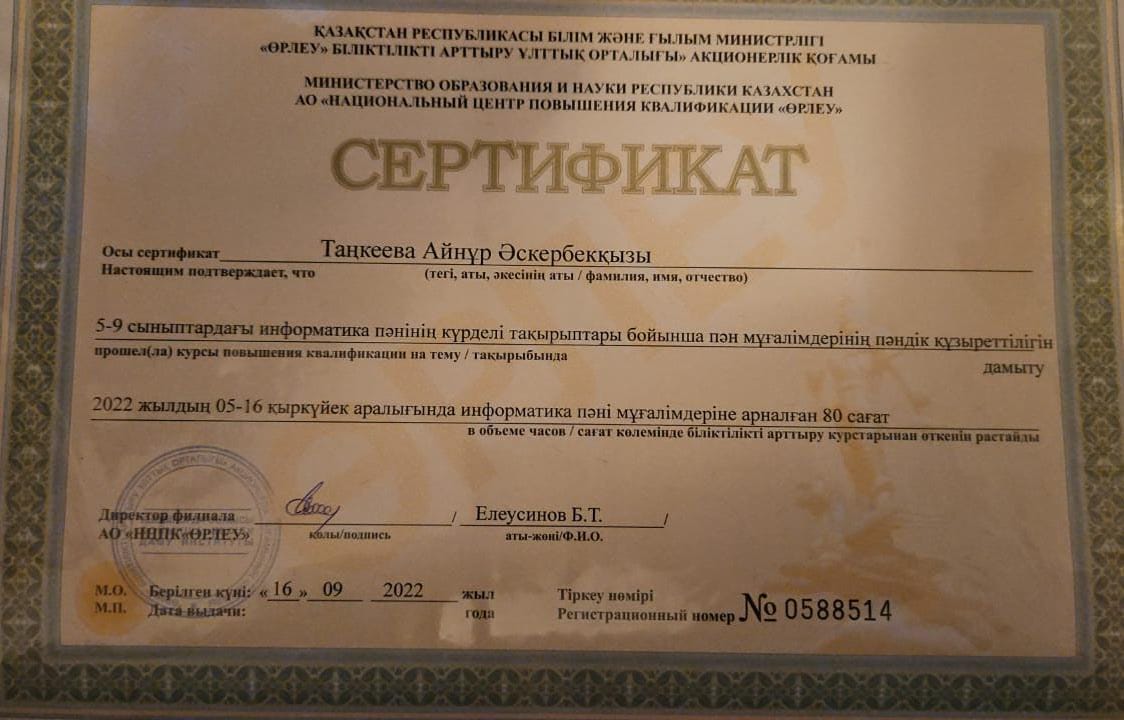 ҚАЗАҚСТАН РЕСПУБЛИКАСЫ БІЛІМ ЖӘНЕ ҒЫЛЫМ МИНИСТРЛІГІ
«ӨРЛЕУ» БІЛІКТІЛІКТІ АРТТЫРУ ҰЛТТЫҚ ОРТАЛЫҒЫ» АКЦИОНЕРЛІК ҚОҒАМЫ
МИНИСТЕРСТВО ОБРАЗОВАНИЯ И НАУКИ РЕСПУБЛИКИ КАЗАХСТАН
АО «НАЦИОНАЛЬНЫЙ ЦЕНТР ПОВЫШЕНИЯ КВАЛИФИКАЦИИ «ӨРЛЕУ»
СЕРТИФИКАТ
Осы сертификат Таңкеева Айнұр Әскербекқызы
Настоящим подтверждает, что (тегі, аты, әкесінің аты / фамилия, имя, отчество)
5-9 сыныптардағы информатика пәнінің күрделі тақырыптары бойынша пән мұғалімдерінің пәндік құзыреттілігін
прошел(ла) курсы повышения квалификации на тему / тақырыбында
дамыту
2022 жылдың 05-16 қыркүйек аралығында информатика пәні мұғалімдеріне арналған 80 сағат
в объеме часов / сағат көлемінде біліктілікті арттыру курстарынан өткенін растайды
Директор филиала / Елеусинов Б.Т. /
АО «НЦПК«ӨРЛЕУ» қолы/подпись аты-жөні/Ф.И.О.
М.О. Берілген күні: « 16 » 09 2022 жыл Тіркеу нөмірі
М.П. Дата выдачи: года Регистрационный номер № 0588514